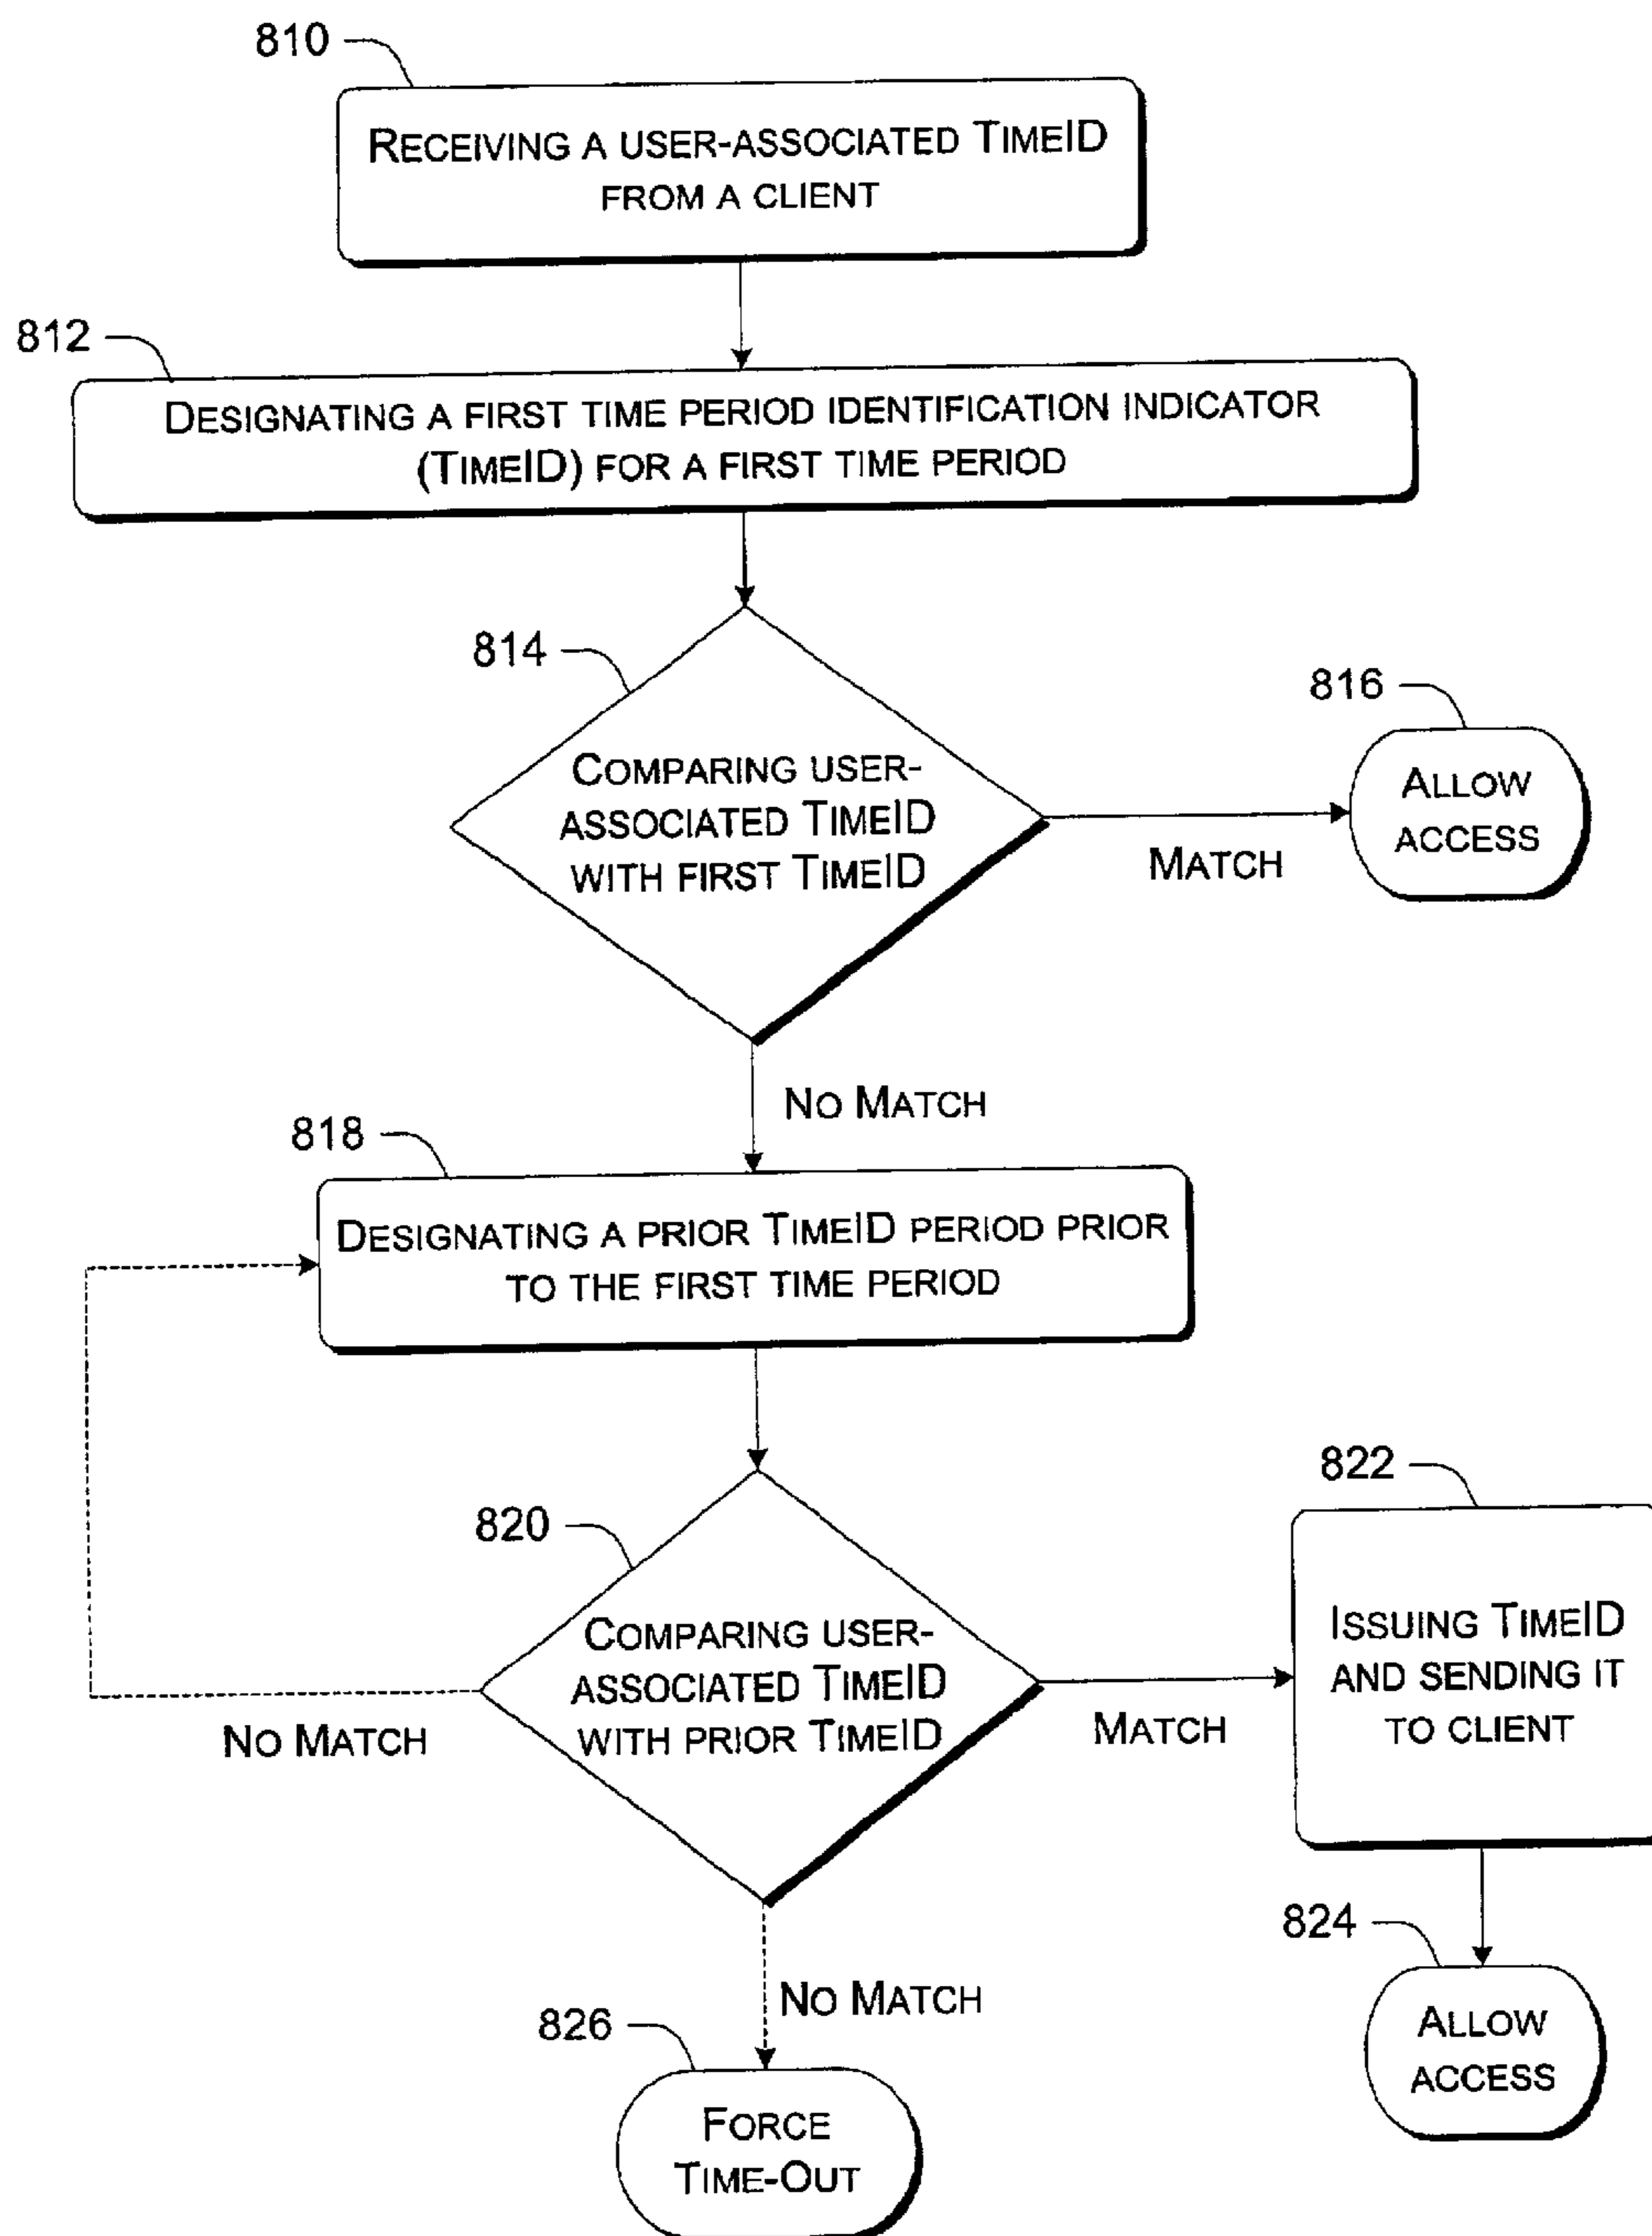 810
RECEIVING A USER-ASSOCIATED TIMEID
FROM A CLIENT
812
DESIGNATING A FIRST TIME PERIOD IDENTIFICATION INDICATOR
(TIMEID) FOR A FIRST TIME PERIOD
814
COMPARING USER-
ASSOCIATED TIMEID
WITH FIRST TIMEID
MATCH
816
ALLOW
ACCESS
NO MATCH
818
DESIGNATING A PRIOR TIMEID PERIOD PRIOR
TO THE FIRST TIME PERIOD
820
COMPARING USER-
ASSOCIATED TIMEID
WITH PRIOR TIMEID
NO MATCH
MATCH
822
ISSUING TIMEID
AND SENDING IT
TO CLIENT
824
ALLOW
ACCESS
NO MATCH
826
FORCE
TIME-OUT